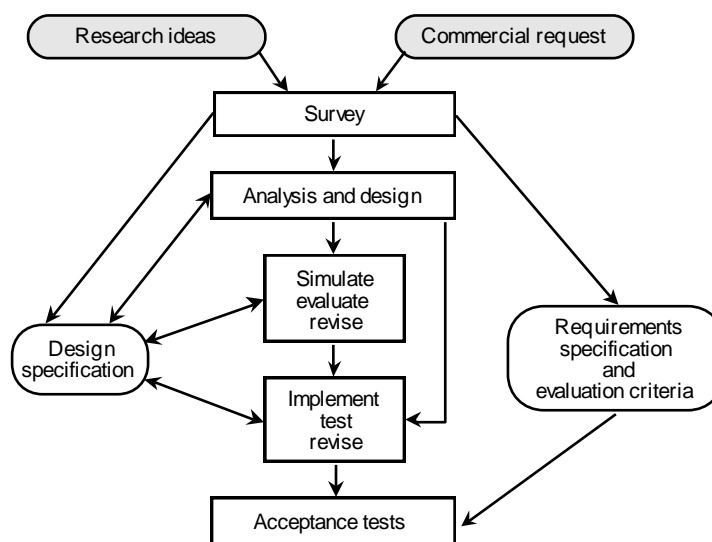 Research ideas
Commercial request
Survey
Analysis and design
Simulate
evaluate
revise
Design
specification
Requirements
specification
and
evaluation criteria
Implement
test
revise
Acceptance tests